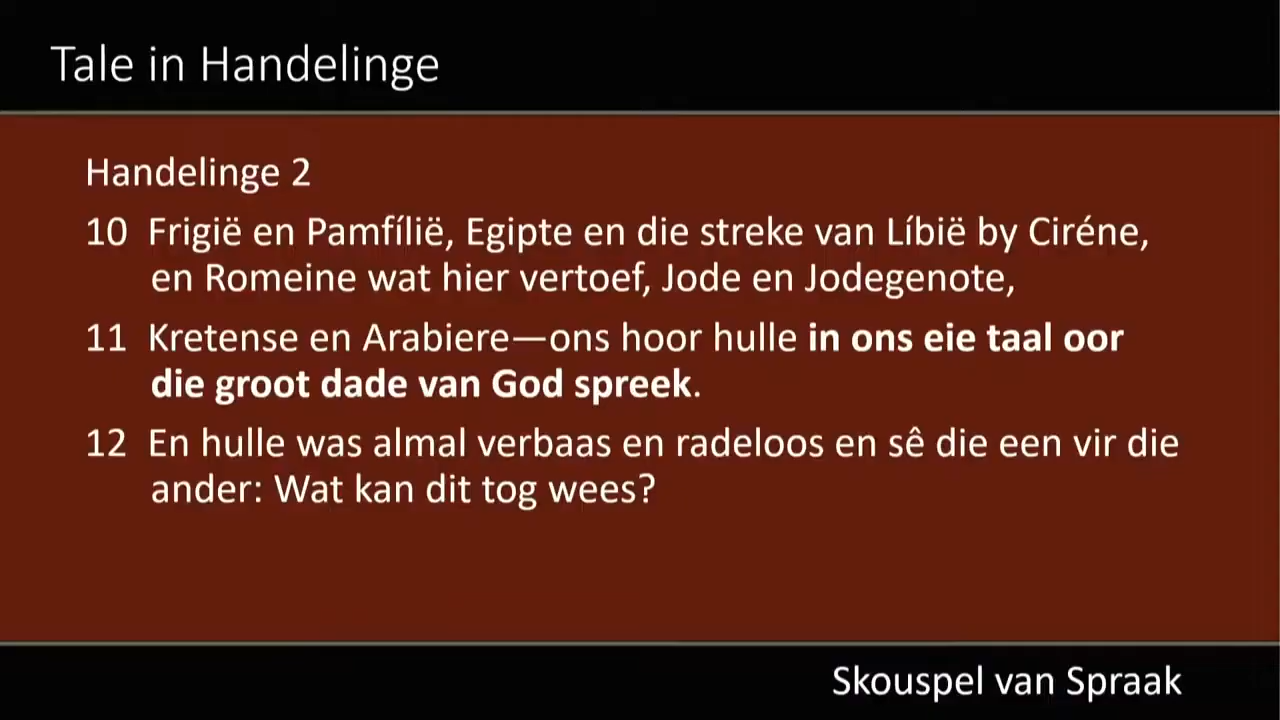 Tale in Handelinge
Handelinge 2
10 Frigië en Pamfílië, Egipte en die streke van Líbië by Ciréne,
en Romeine wat hier vertoef, Jode en Jodegenote,
11 Kretense en Arabiere—ons hoor hulle in ons eie taal oor
die groot dade van God spreek.
12 En hulle was almal verbaas en radeloos en sê die een vir die
ander: Wat kan dit tog wees?
Skouspel van Spraak